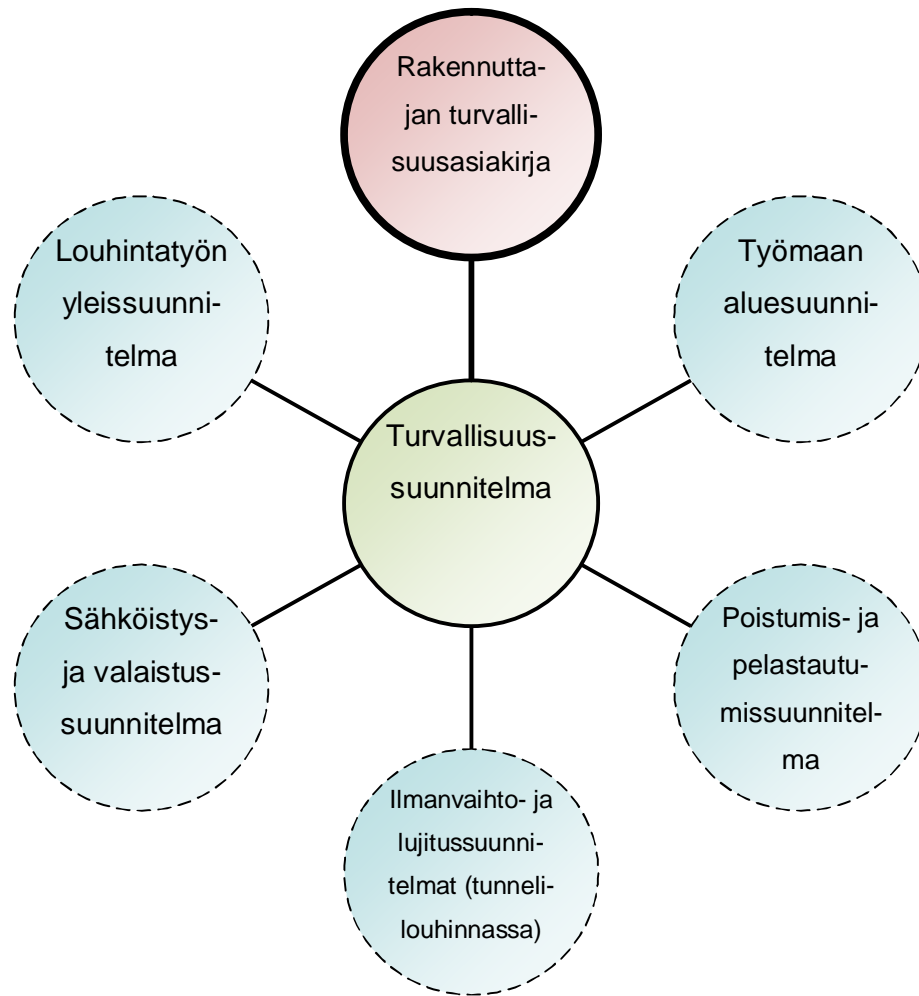 Rakennutta-
jan turvalli-
suusasiakirja
Louhintatyön
yleissuunni-
telma
Työmaan
aluesuunni-
telma
Turvallisuus-
suunnitelma
Sähköistys-
ja valaistus-
suunnitelma
Poistumis- ja
pelastautu-
missuunnitel-
ma
Ilmanvaihto- ja
lujitussuunni-
telmat (tunneli-
louhinnassa)